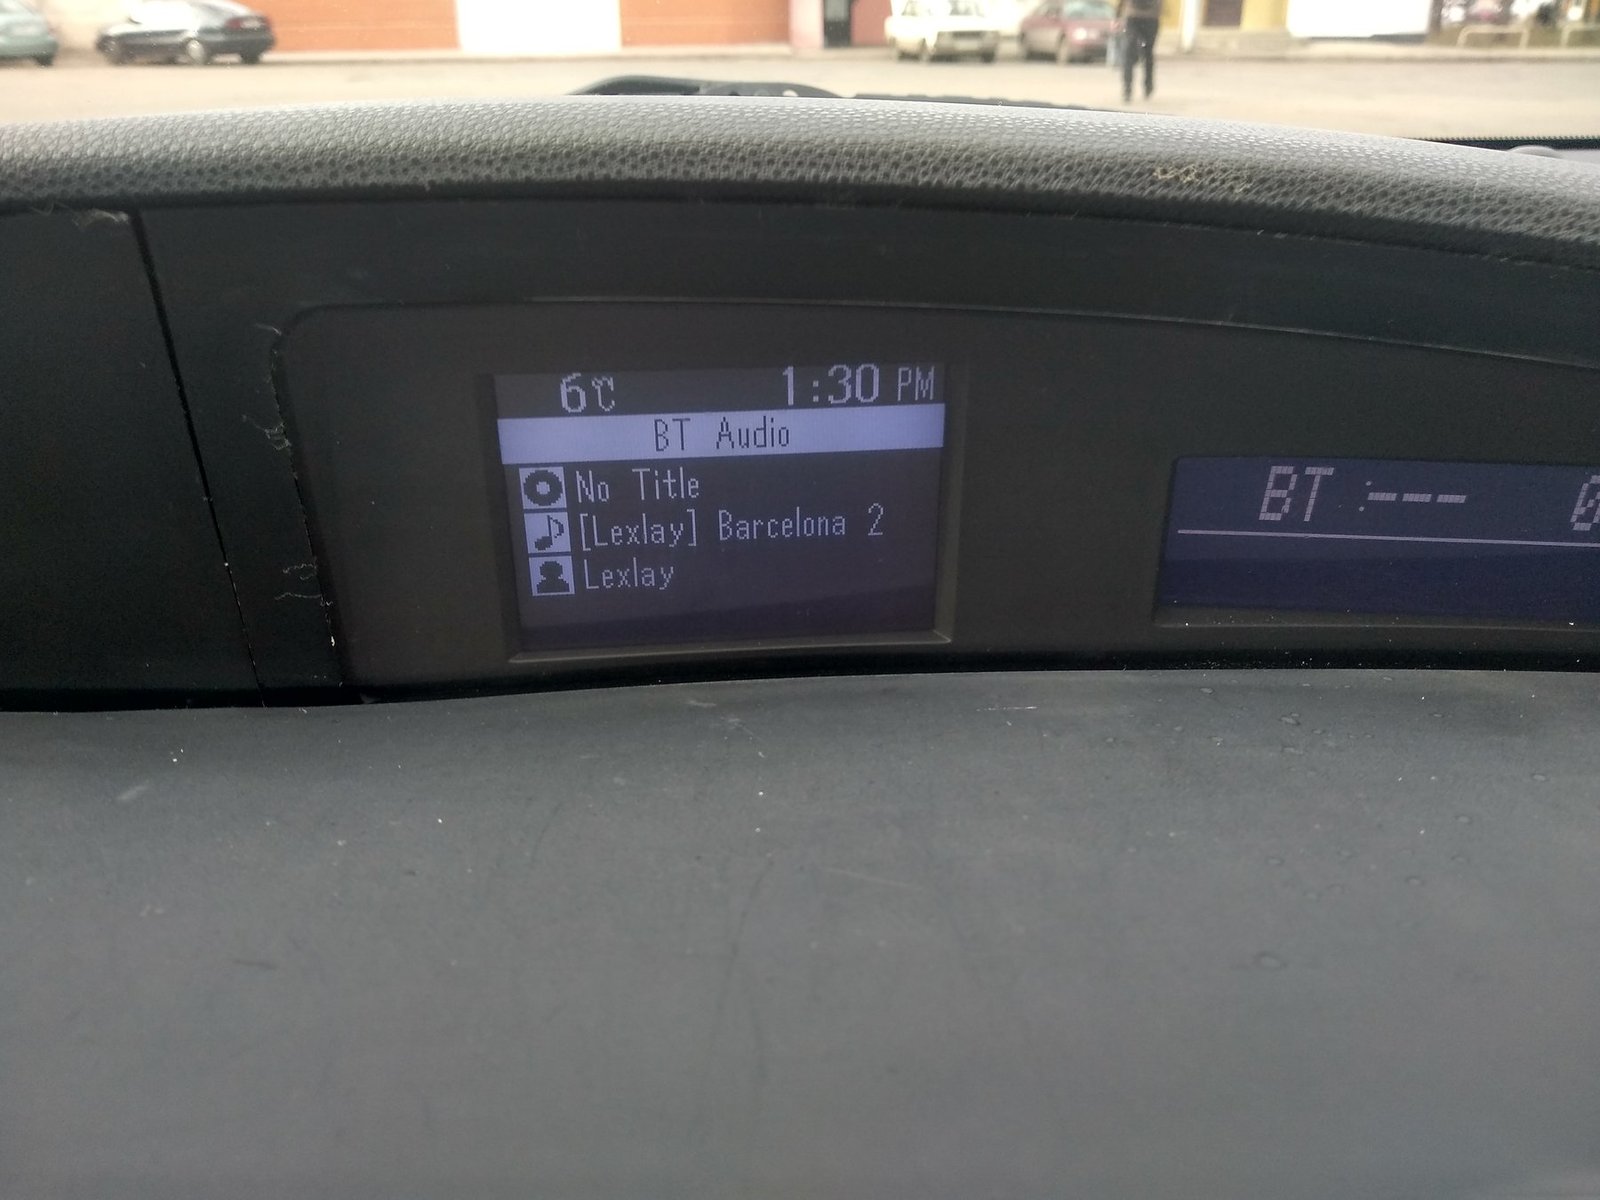 6℃ 1:30 PM
BT Audio
No Title
[Lexlay] Barcelona 2
Lexlay
BT :---